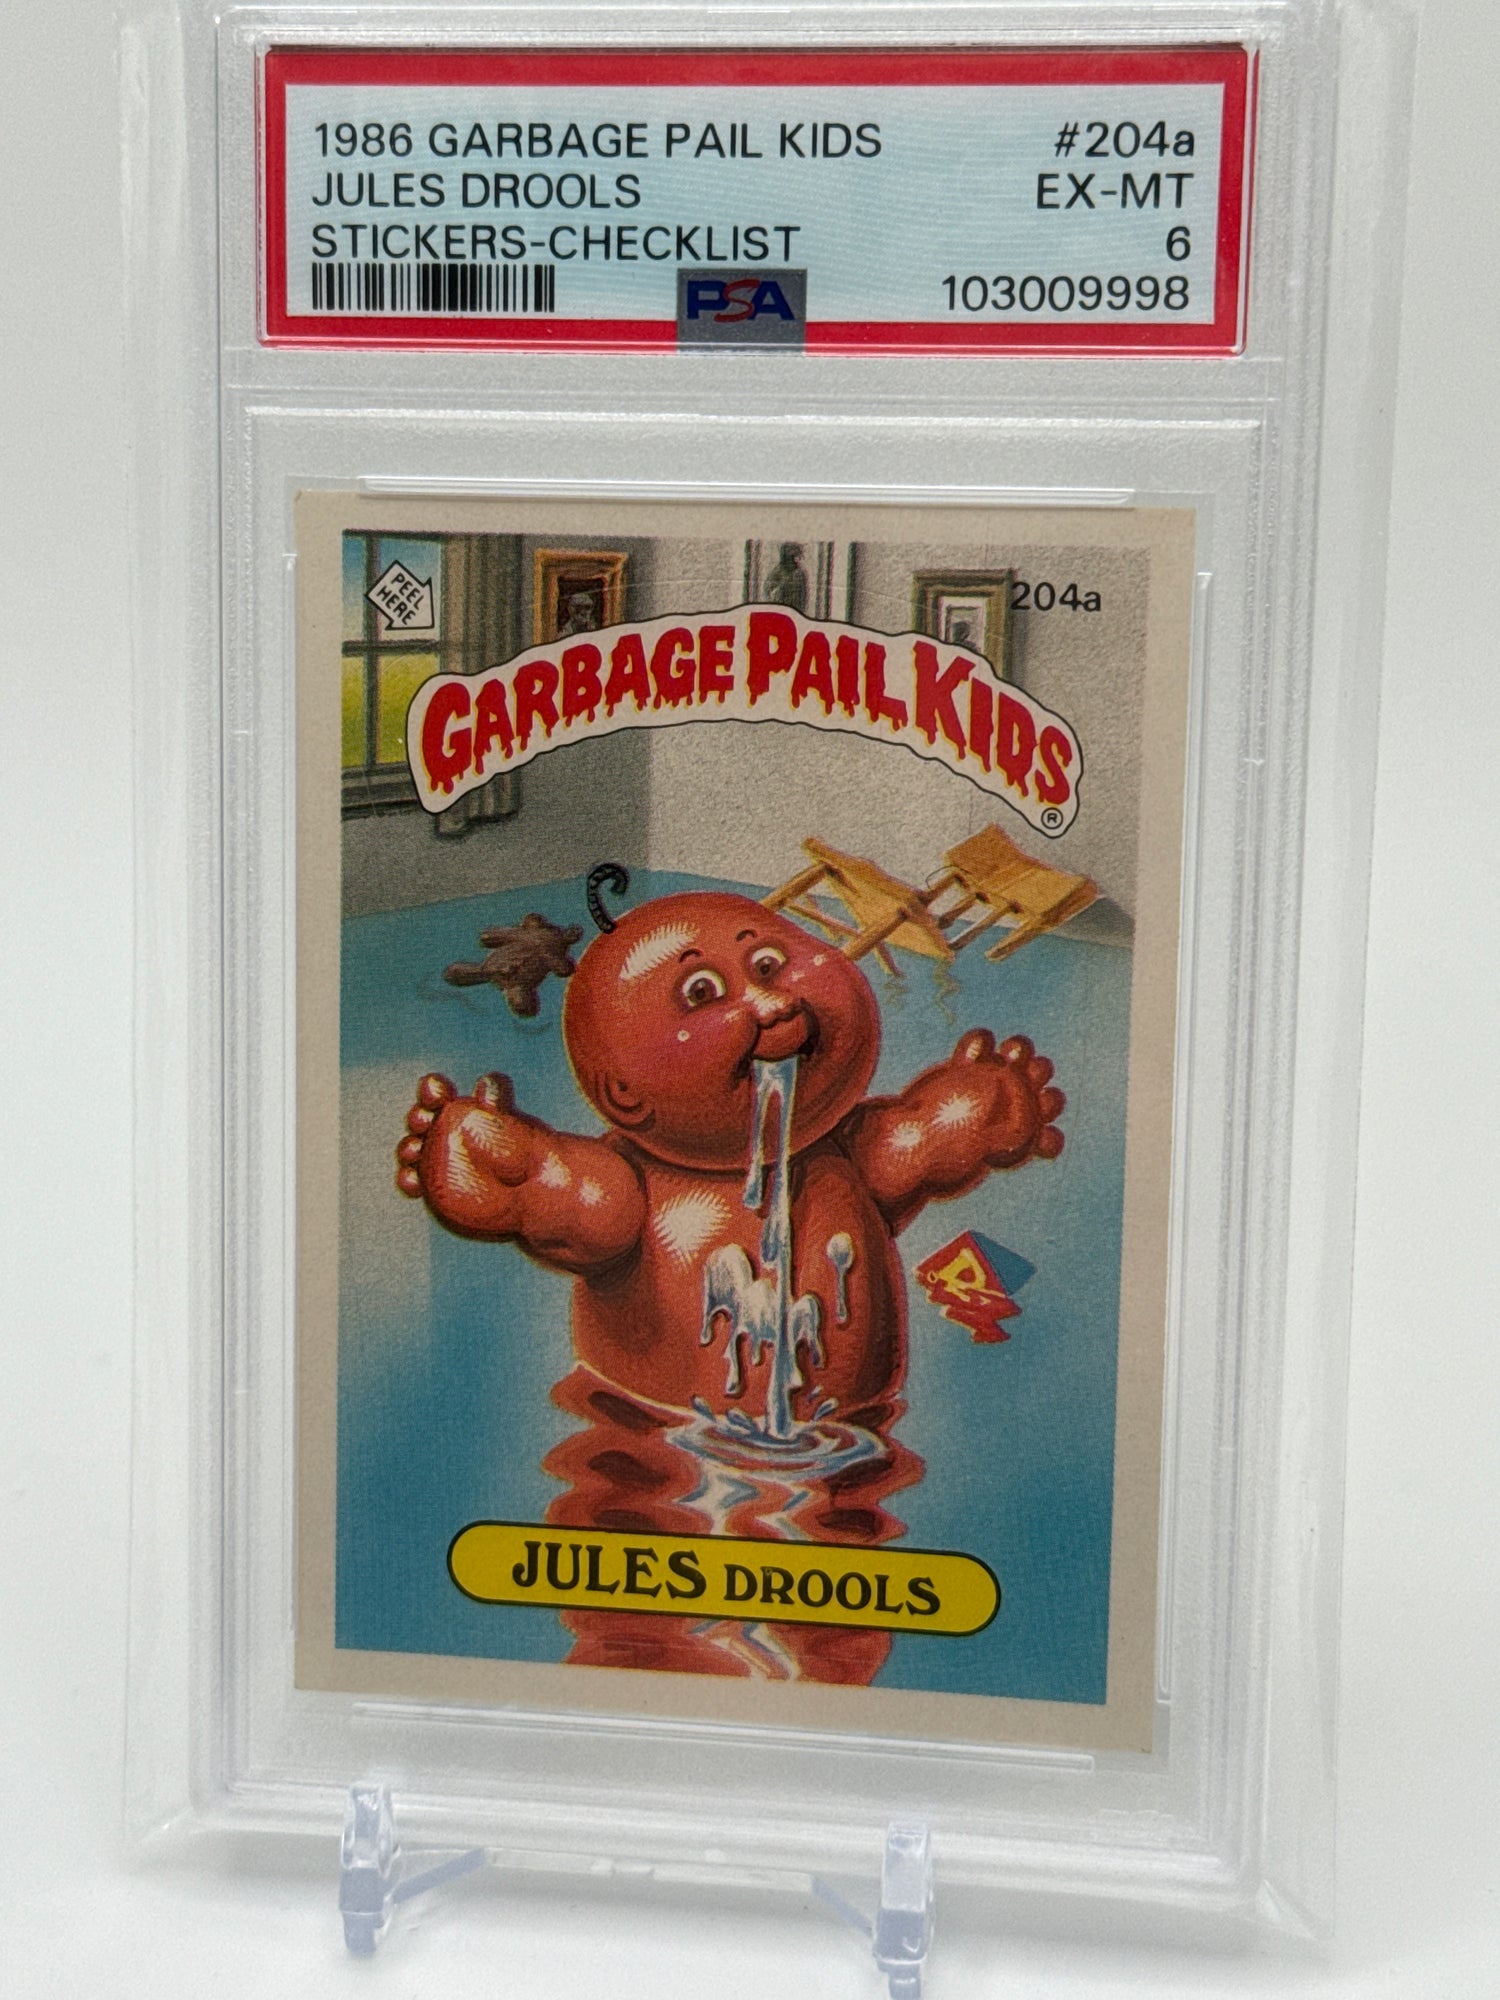 1986 GARBAGE PAIL KIDS #204a
JULES DROOLS EX-MT
STICKERS-CHECKLIST 6
PSA 103009998
PEEL
HERE
204a
GARBAGE PAIL KIDS
®
JULES DROOLS